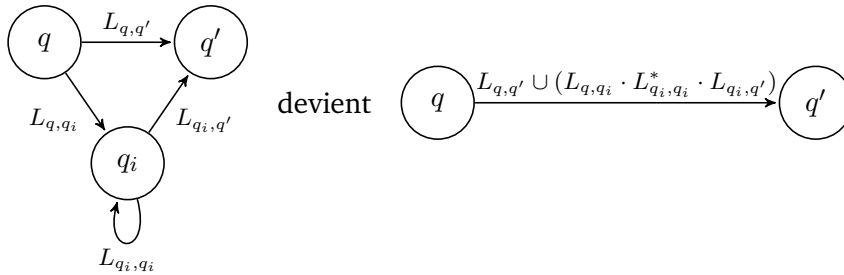 q
L_{q,q'}
q'
L_{q,q_i}
L_{q_i,q'}
q_i
L_{q_i,q_i}
devient
q
L_{q,q'} ∪ (L_{q,q_i} · L^*_{q_i,q_i} · L_{q_i,q'})
q'